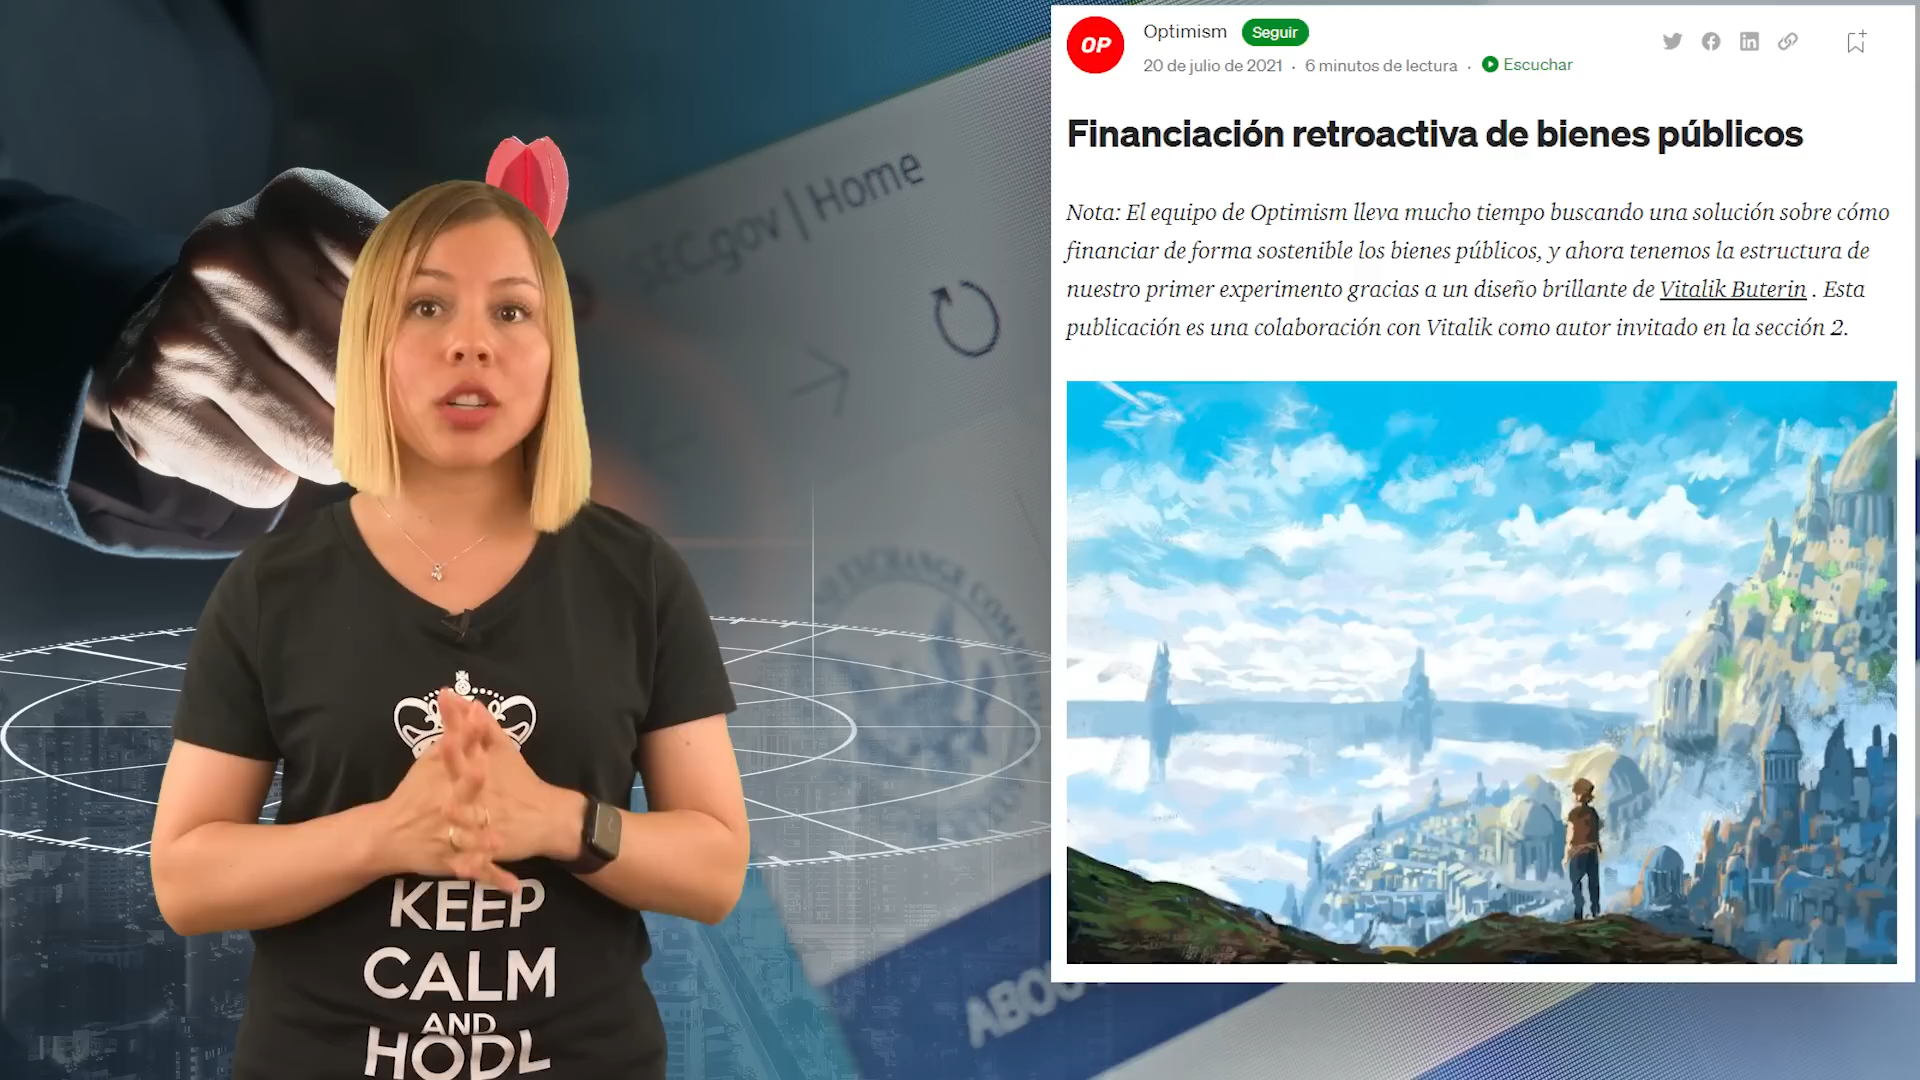 OP
Optimism Seguir
20 de julio de 2021 · 6 minutos de lectura · Escuchar
Financiación retroactiva de bienes públicos
Nota: El equipo de Optimism lleva mucho tiempo buscando una solución sobre cómo
financiar de forma sostenible los bienes públicos, y ahora tenemos la estructura de
nuestro primer experimento gracias a un diseño brillante de Vitalik Buterin . Esta
publicación es una colaboración con Vitalik como autor invitado en la sección 2.
SEC.gov | Home
EXCHANGE
KEEP
CALM
AND
HODL